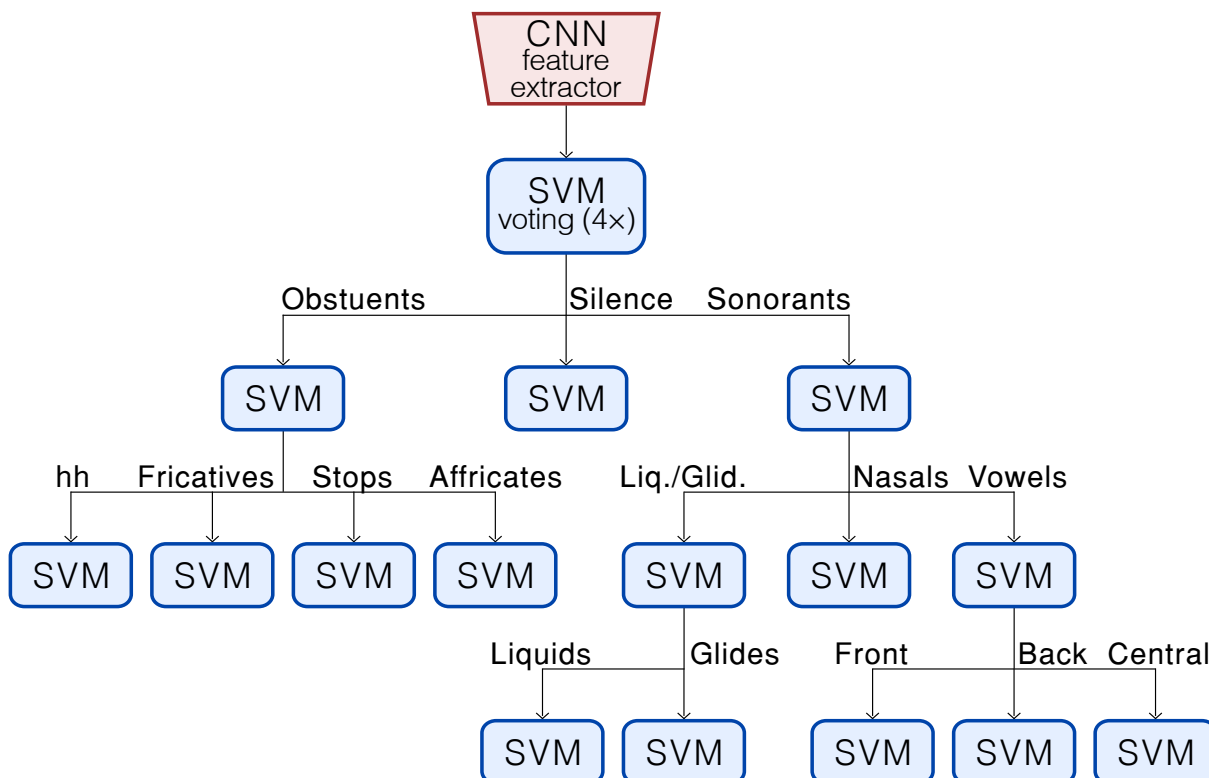 CNN
feature
extractor
SVM
voting (4×)
Obstuents Silence Sonorants
SVM SVM SVM
hh Fricatives Stops Affricates Liq./Glid. Nasals Vowels
SVM SVM SVM SVM SVM SVM SVM
Liquids Glides Front Back Central
SVM SVM SVM SVM SVM